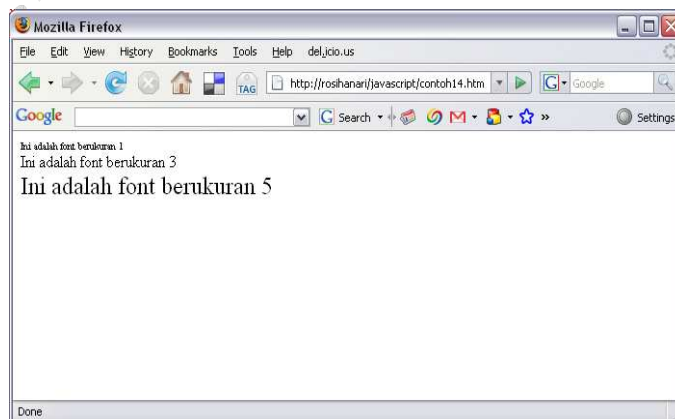 Mozilla Firefox
File Edit View History Bookmarks Tools Help del.icio.us
TAG http://rosihanari/javascript/contoh14.htm G Google
Google G Search Settings
Ini adalah font berukuran 1
Ini adalah font berukuran 3
Ini adalah font berukuran 5
Done